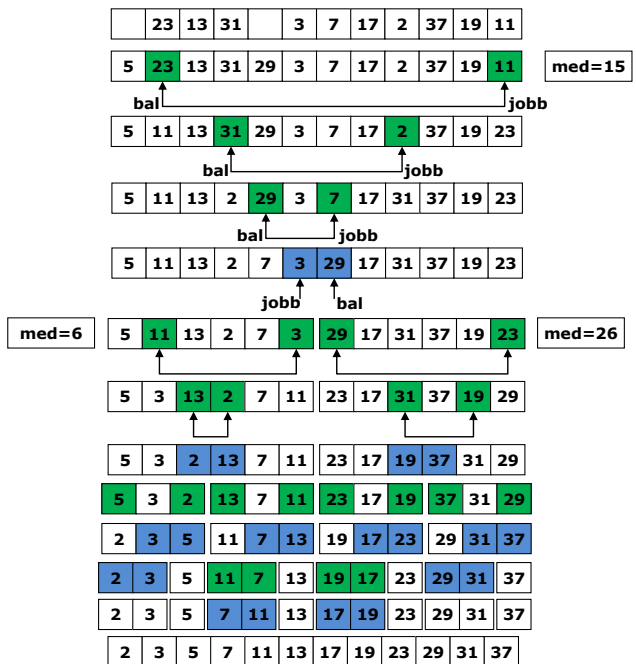 23 13 31 3 7 17 2 37 19 11
5 23 13 31 29 3 7 17 2 37 19 11 med=15
bal jobb
5 11 13 31 29 3 7 17 2 37 19 23
bal jobb
5 11 13 2 29 3 7 17 31 37 19 23
bal jobb
5 11 13 2 7 3 29 17 31 37 19 23
jobb bal
med=6 5 11 13 2 7 3 29 17 31 37 19 23 med=26
5 3 13 2 7 11 23 17 31 37 19 29
5 3 2 13 7 11 23 17 19 37 31 29
5 3 2 13 7 11 23 17 19 37 31 29
2 3 5 11 7 13 19 17 23 29 31 37
2 3 5 11 7 13 19 17 23 29 31 37
2 3 5 7 11 13 17 19 23 29 31 37
2 3 5 7 11 13 17 19 23 29 31 37